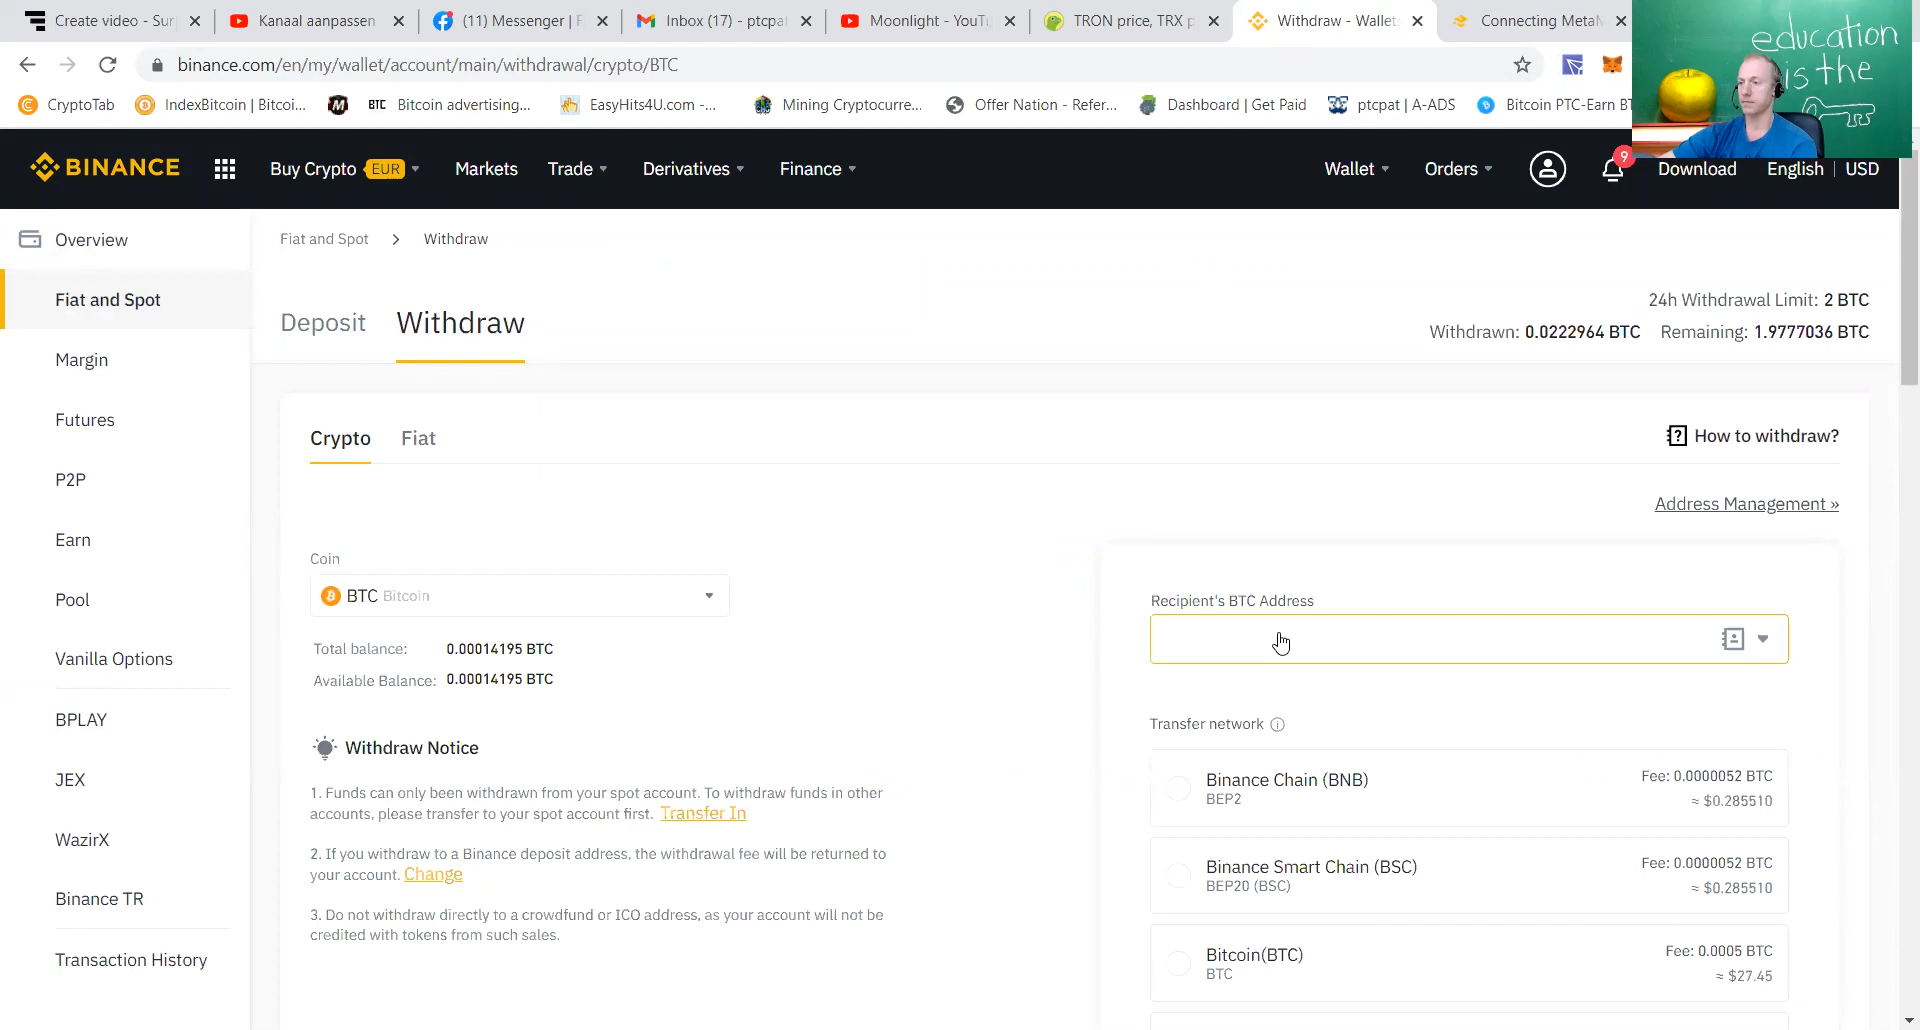 Create video - Sur
Kanaal aanpassen
(11) Messenger | F
Inbox (17) - ptcpa
Moonlight - YouTu
TRON price, TRX p
Withdraw - Wallet
Connecting MetaM
binance.com/en/my/wallet/account/main/withdrawal/crypto/BTC
CryptoTab
IndexBitcoin | Bitcoi...
BTC Bitcoin advertising...
EasyHits4U.com -...
Mining Cryptocurre...
Offer Nation - Refer...
Dashboard | Get Paid
ptcpat | A-ADS
Bitcoin PTC-Earn BT
education
is the
BINANCE
Buy Crypto EUR
Markets
Trade
Derivatives
Finance
Wallet
Orders
9
Download
English | USD
Overview
Fiat and Spot
Margin
Futures
P2P
Earn
Pool
Vanilla Options
BPLAY
JEX
WazirX
Binance TR
Transaction History
Fiat and Spot > Withdraw
Deposit
Withdraw
24h Withdrawal Limit: 2 BTC
Withdrawn: 0.0222964 BTC Remaining: 1.9777036 BTC
Crypto
Fiat
How to withdraw?
Address Management »
Coin
BTC Bitcoin
Total balance: 0.00014195 BTC
Available Balance: 0.00014195 BTC
Withdraw Notice
1. Funds can only been withdrawn from your spot account. To withdraw funds in other
accounts, please transfer to your spot account first. Transfer In
2. If you withdraw to a Binance deposit address, the withdrawal fee will be returned to
your account. Change
3. Do not withdraw directly to a crowdfund or ICO address, as your account will not be
credited with tokens from such sales.
Recipient's BTC Address
Transfer network
Binance Chain (BNB)
BEP2
Fee: 0.0000052 BTC
≈ $0.285510
Binance Smart Chain (BSC)
BEP20 (BSC)
Fee: 0.0000052 BTC
≈ $0.285510
Bitcoin(BTC)
BTC
Fee: 0.0005 BTC
≈ $27.45